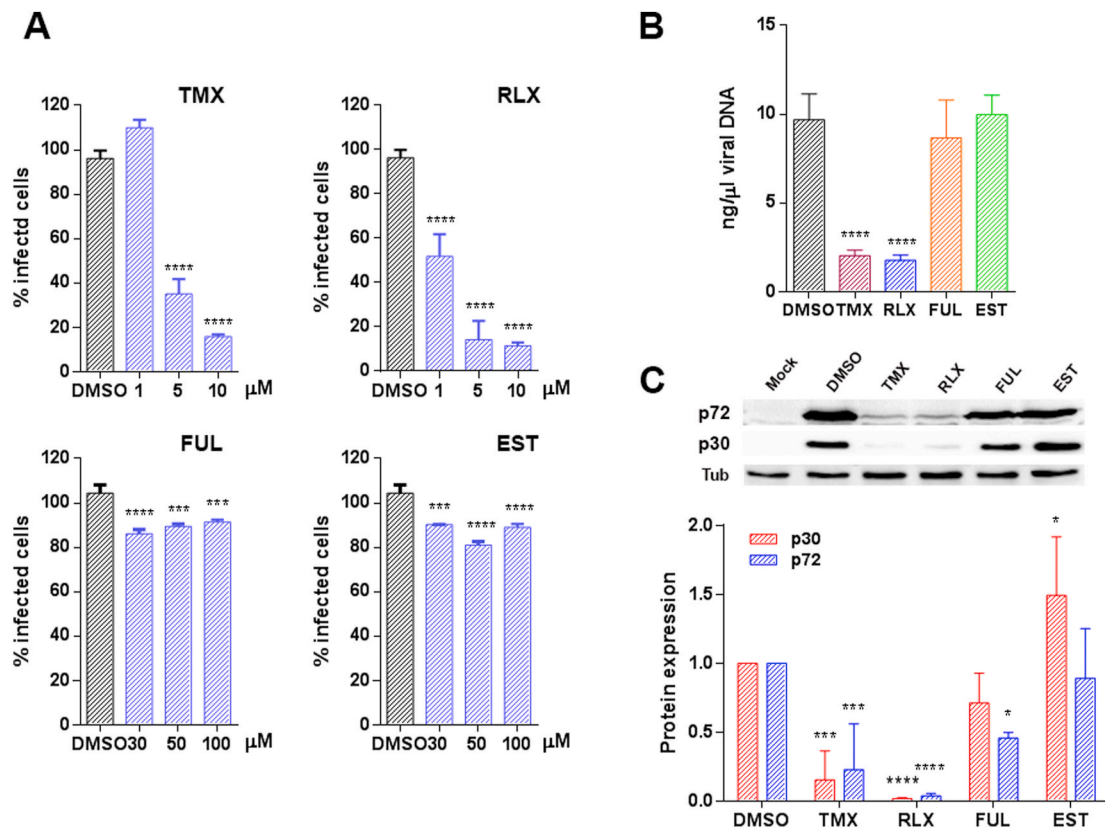 A
TMX
% infectd cells
120
100
80
60
40
20
0
DMSO 1 5 10 μM
****
****
RLX
% infected cells
120
100
80
60
40
20
0
DMSO 1 5 10 μM
****
****
****
FUL
% infected cells
120
100
80
60
40
20
0
DMSO30 50 100 μM
****
***
***
EST
% infected cells
120
100
80
60
40
20
0
DMSO30 50 100 μM
***
****
****
B
ng/μl viral DNA
15
10
5
0
****
****
DMSO TMX RLX FUL EST
C
Mock DMSO TMX RLX FUL EST
p72
p30
Tub
Protein expression
2.0
1.5
1.0
0.5
0.0
p30
p72
***
***
****
****
*
*
DMSO TMX RLX FUL EST